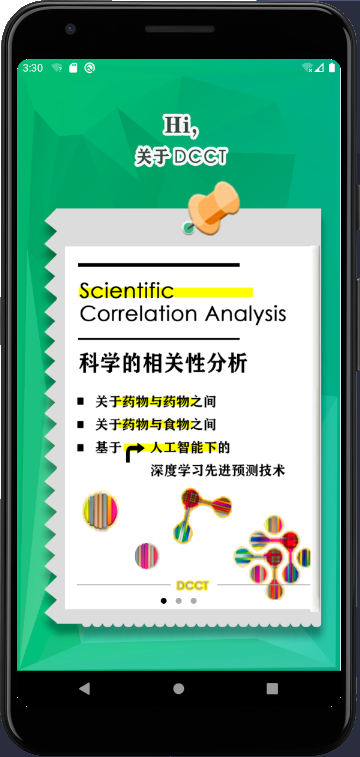 3:30
Hi,
关于 DCCT
Scientific
Correlation Analysis
科学的相关性分析
关于药物与药物之间
关于药物与食物之间
基于 人工智能下的
深度学习先进预测技术
DCCT